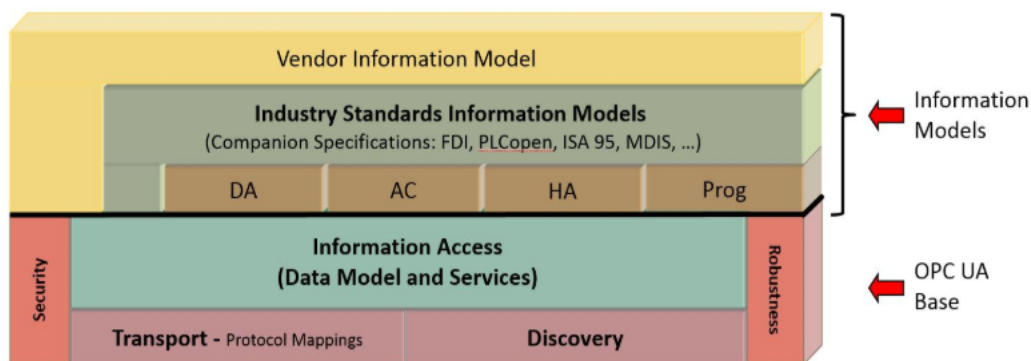 Vendor Information Model
Industry Standards Information Models
(Companion Specifications: FDI, PLCopen, ISA 95, MDIS, ...)
DA
AC
HA
Prog
Information
Models
Security
Information Access
(Data Model and Services)
Robustness
OPC UA
Base
Transport - Protocol Mappings
Discovery